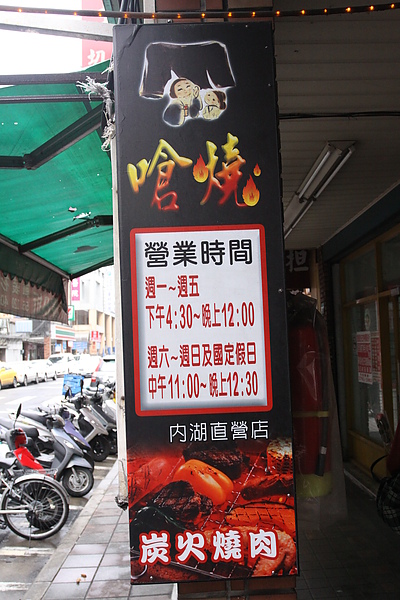 嗆燒
營業時間
週一~週五
下午4:30~晚上12:00
週六~週日及國定假日
中午11:00~晚上12:30
内湖直營店
炭火燒肉